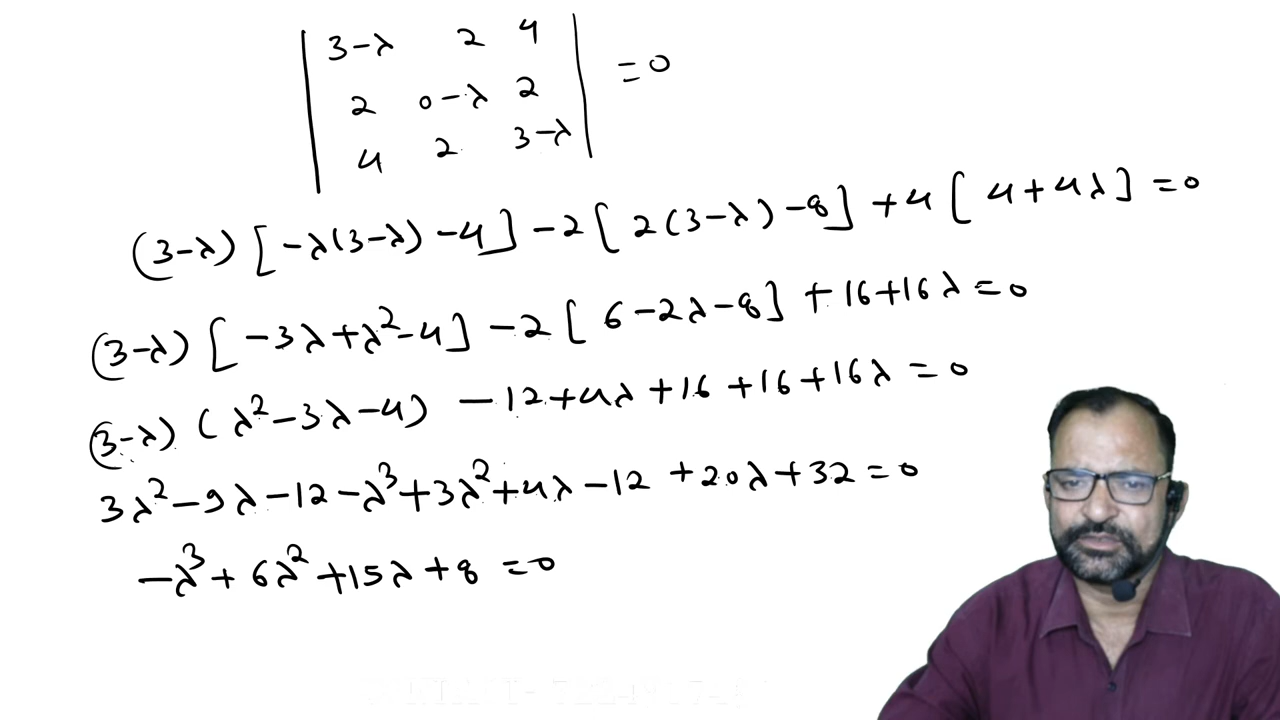 | 3-λ 2 4 |
| 2 0-λ 2 | =0
| 4 2 3-λ |
(3-λ) [-λ(3-λ) -4] -2 [2(3-λ) -8] +4 [4+4λ] =0
(3-λ) [-3λ+λ²-4] -2 [6-2λ-8] +16+16λ=0
(3-λ) (λ²-3λ-4) -12+4λ+16+16+16λ=0
3λ²-9λ-12-λ³+3λ²+4λ-12+20λ+32=0
-λ³+6λ²+15λ+8=0